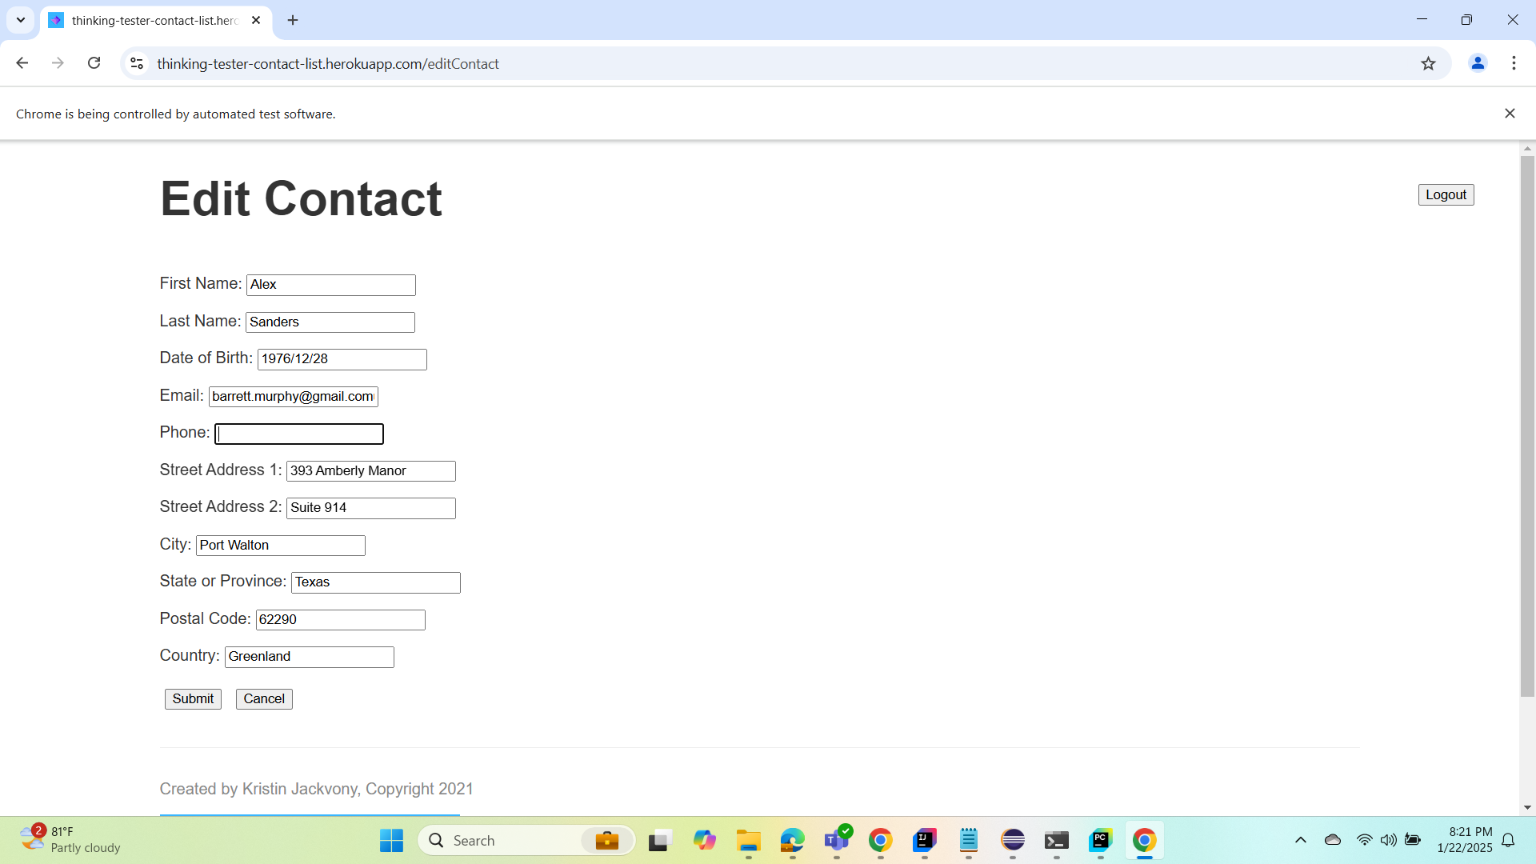 thinking-tester-contact-list.herc
thinking-tester-contact-list.herokuapp.com/editContact
Chrome is being controlled by automated test software.
Edit Contact
Logout
First Name: Alex
Last Name: Sanders
Date of Birth: 1976/12/28
Email: barrett.murphy@gmail.com
Phone:
Street Address 1: 393 Amberly Manor
Street Address 2: Suite 914
City: Port Walton
State or Province: Texas
Postal Code: 62290
Country: Greenland
Submit Cancel
Created by Kristin Jackvony, Copyright 2021
2
81°F
Partly cloudy
Search
8:21 PM
1/22/2025